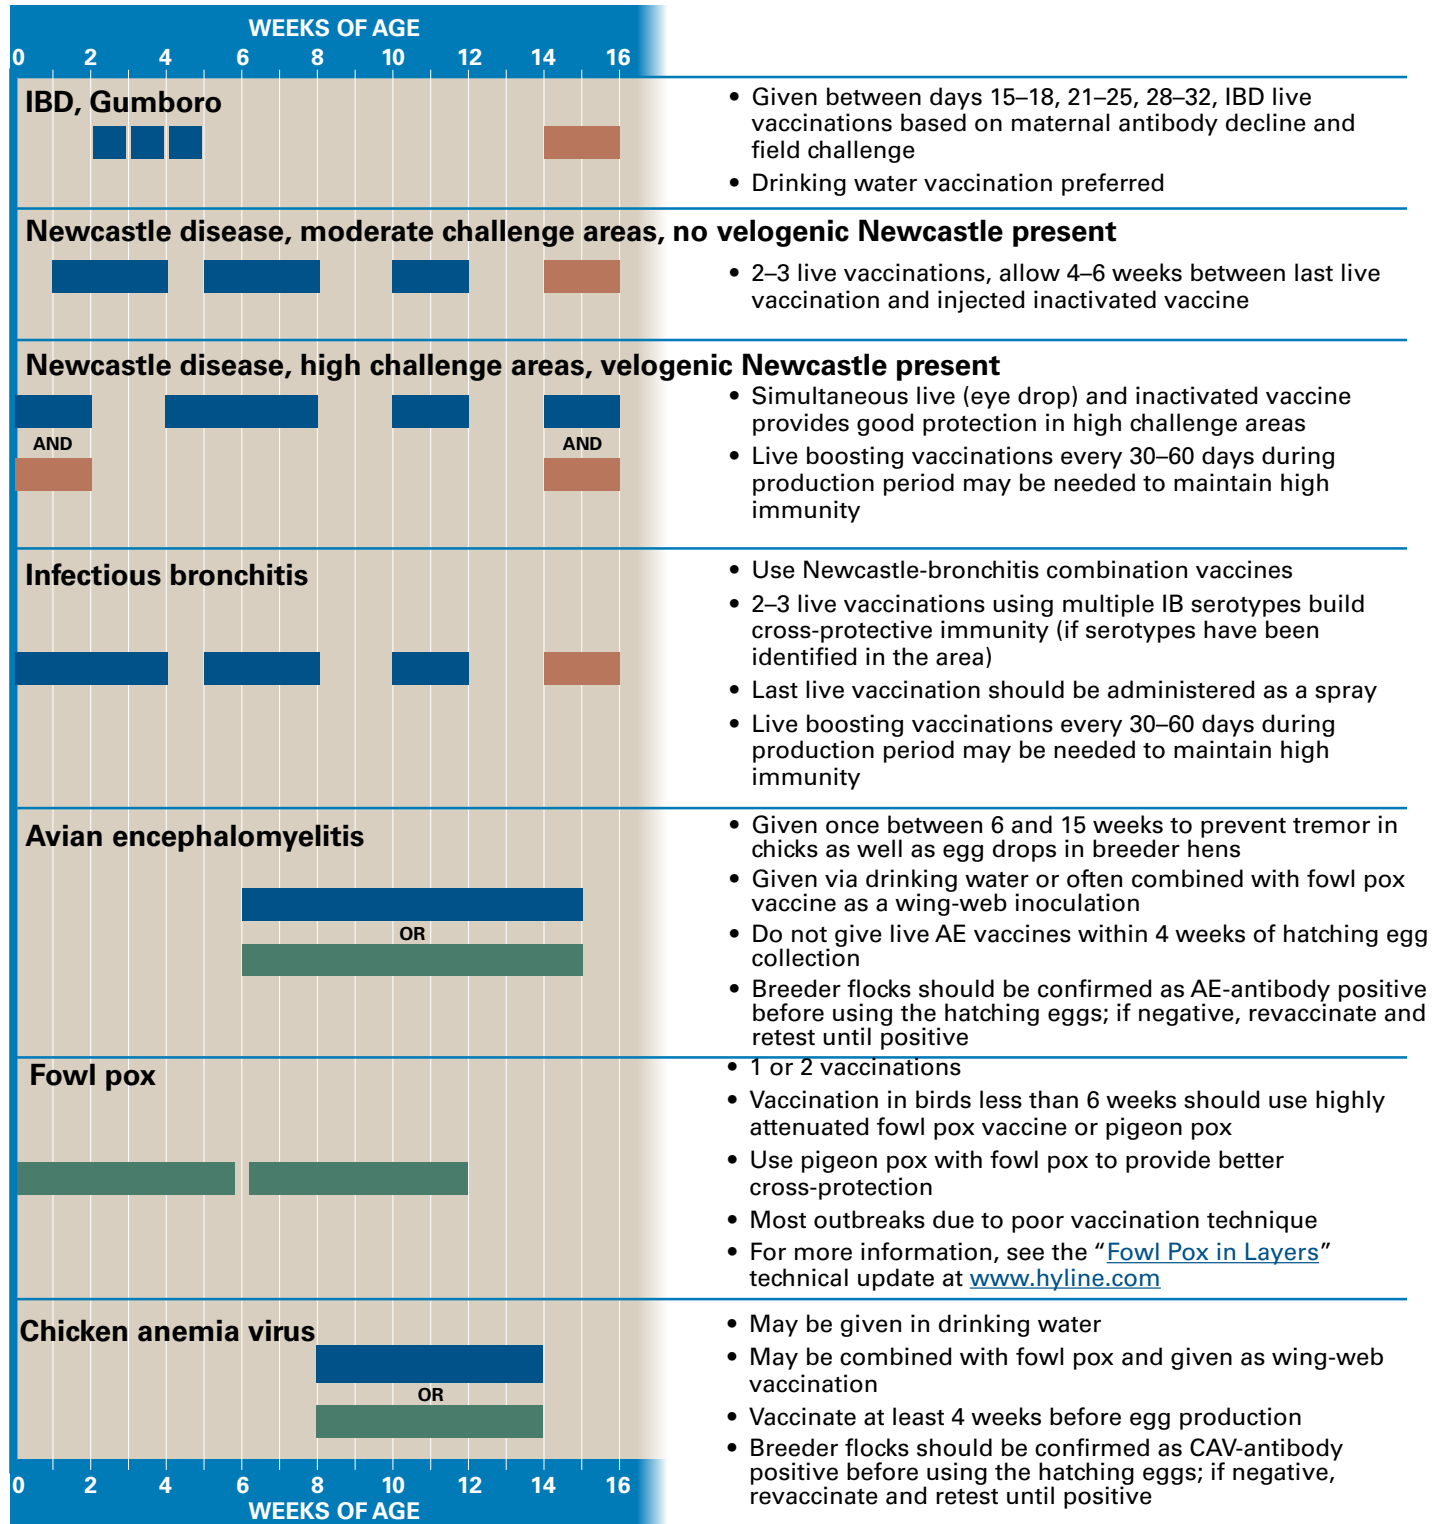 WEEKS OF AGE
0 2 4 6 8 10 12 14 16
IBD, Gumboro
• Given between days 15–18, 21–25, 28–32, IBD live
vaccinations based on maternal antibody decline and
field challenge
• Drinking water vaccination preferred
Newcastle disease, moderate challenge areas, no velogenic Newcastle present
• 2–3 live vaccinations, allow 4–6 weeks between last live
vaccination and injected inactivated vaccine
Newcastle disease, high challenge areas, velogenic Newcastle present
AND AND
• Simultaneous live (eye drop) and inactivated vaccine
provides good protection in high challenge areas
• Live boosting vaccinations every 30–60 days during
production period may be needed to maintain high
immunity
Infectious bronchitis
• Use Newcastle-bronchitis combination vaccines
• 2–3 live vaccinations using multiple IB serotypes build
cross-protective immunity (if serotypes have been
identified in the area)
• Last live vaccination should be administered as a spray
• Live boosting vaccinations every 30–60 days during
production period may be needed to maintain high
immunity
Avian encephalomyelitis
OR
• Given once between 6 and 15 weeks to prevent tremor in
chicks as well as egg drops in breeder hens
• Given via drinking water or often combined with fowl pox
vaccine as a wing-web inoculation
• Do not give live AE vaccines within 4 weeks of hatching egg
collection
• Breeder flocks should be confirmed as AE-antibody positive
before using the hatching eggs; if negative, revaccinate and
retest until positive
Fowl pox
• 1 or 2 vaccinations
• Vaccination in birds less than 6 weeks should use highly
attenuated fowl pox vaccine or pigeon pox
• Use pigeon pox with fowl pox to provide better
cross-protection
• Most outbreaks due to poor vaccination technique
• For more information, see the “Fowl Pox in Layers”
technical update at www.hyline.com
Chicken anemia virus
OR
• May be given in drinking water
• May be combined with fowl pox and given as wing-web
vaccination
• Vaccinate at least 4 weeks before egg production
• Breeder flocks should be confirmed as CAV-antibody
positive before using the hatching eggs; if negative,
revaccinate and retest until positive
0 2 4 6 8 10 12 14 16
WEEKS OF AGE